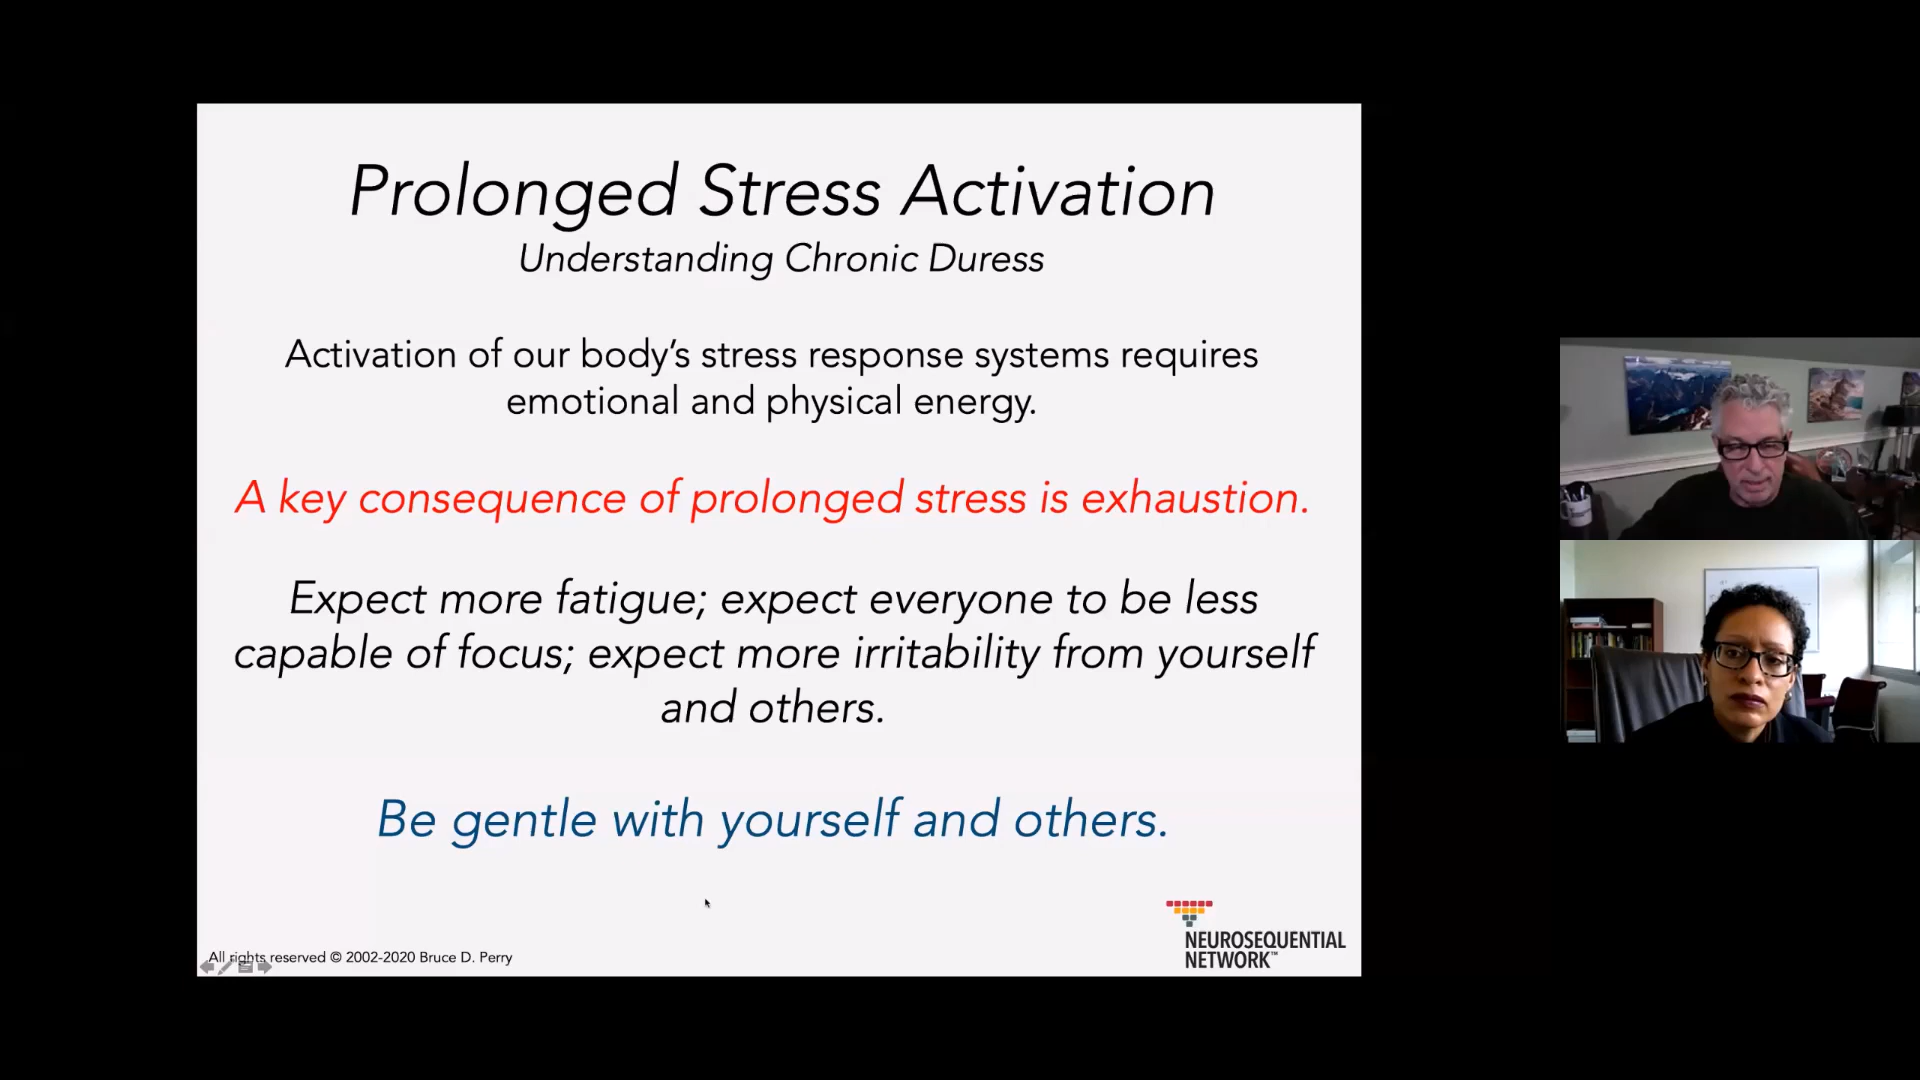 Prolonged Stress Activation
Understanding Chronic Duress
Activation of our body’s stress response systems requires
emotional and physical energy.
A key consequence of prolonged stress is exhaustion.
Expect more fatigue; expect everyone to be less
capable of focus; expect more irritability from yourself
and others.
Be gentle with yourself and others.
All rights reserved © 2002-2020 Bruce D. Perry
NEUROSEQUENTIAL
NETWORK™